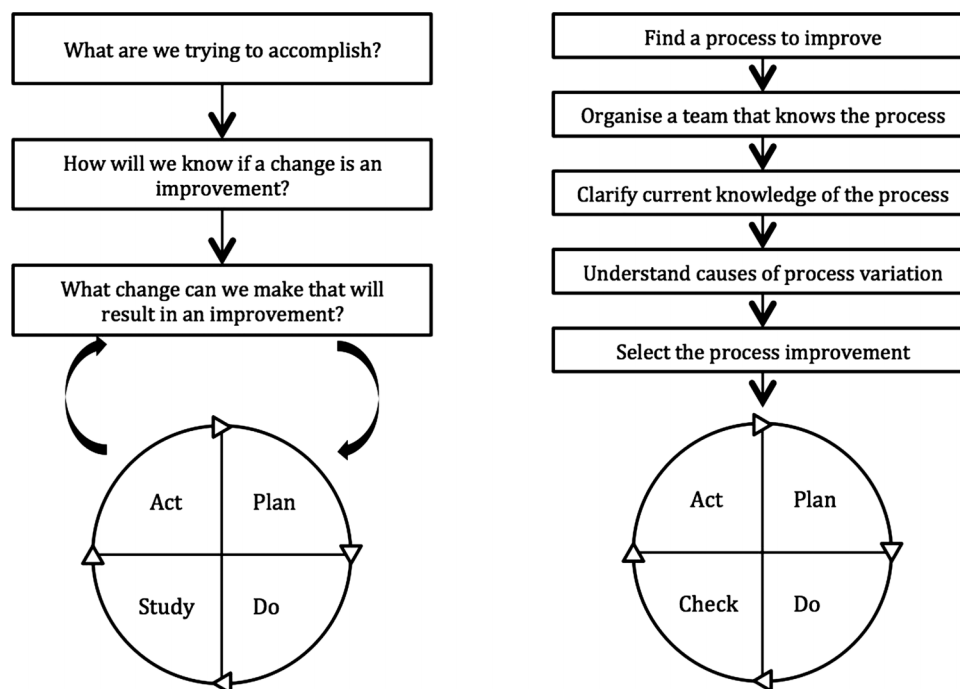 What are we trying to accomplish?
How will we know if a change is an
improvement?
What change can we make that will
result in an improvement?
Act
Plan
Study
Do
Find a process to improve
Organise a team that knows the process
Clarify current knowledge of the process
Understand causes of process variation
Select the process improvement
Act
Plan
Check
Do